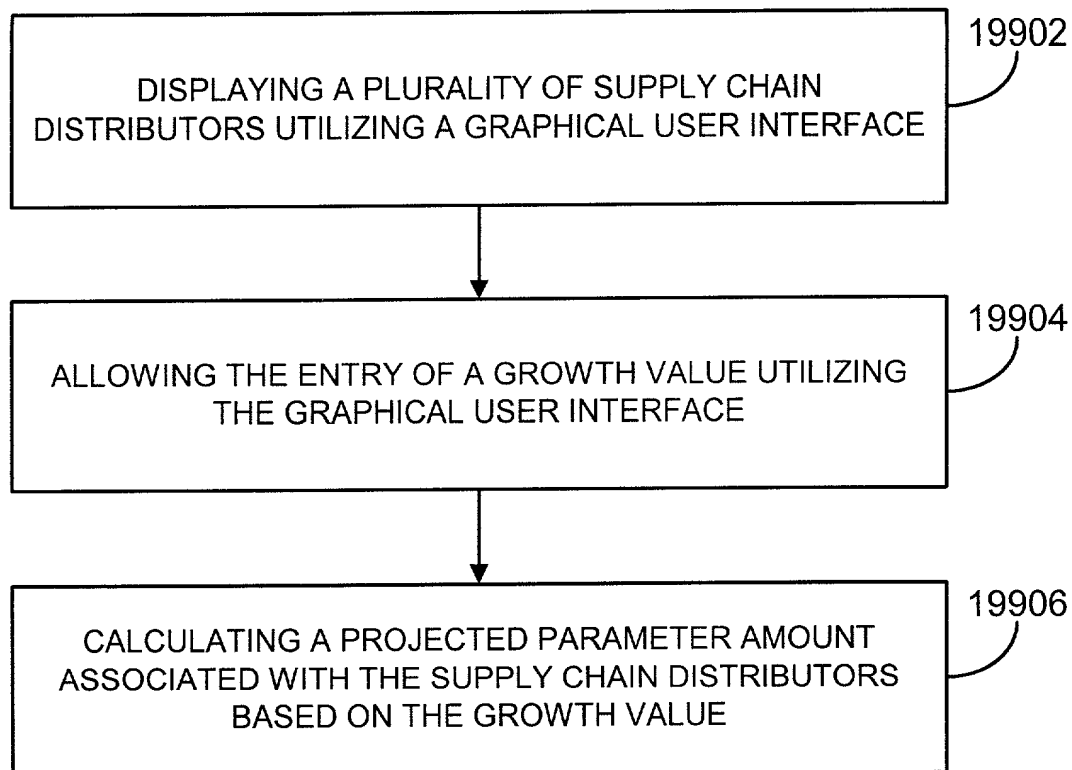 19902
DISPLAYING A PLURALITY OF SUPPLY CHAIN
DISTRIBUTORS UTILIZING A GRAPHICAL USER INTERFACE
19904
ALLOWING THE ENTRY OF A GROWTH VALUE UTILIZING
THE GRAPHICAL USER INTERFACE
19906
CALCULATING A PROJECTED PARAMETER AMOUNT
ASSOCIATED WITH THE SUPPLY CHAIN DISTRIBUTORS
BASED ON THE GROWTH VALUE